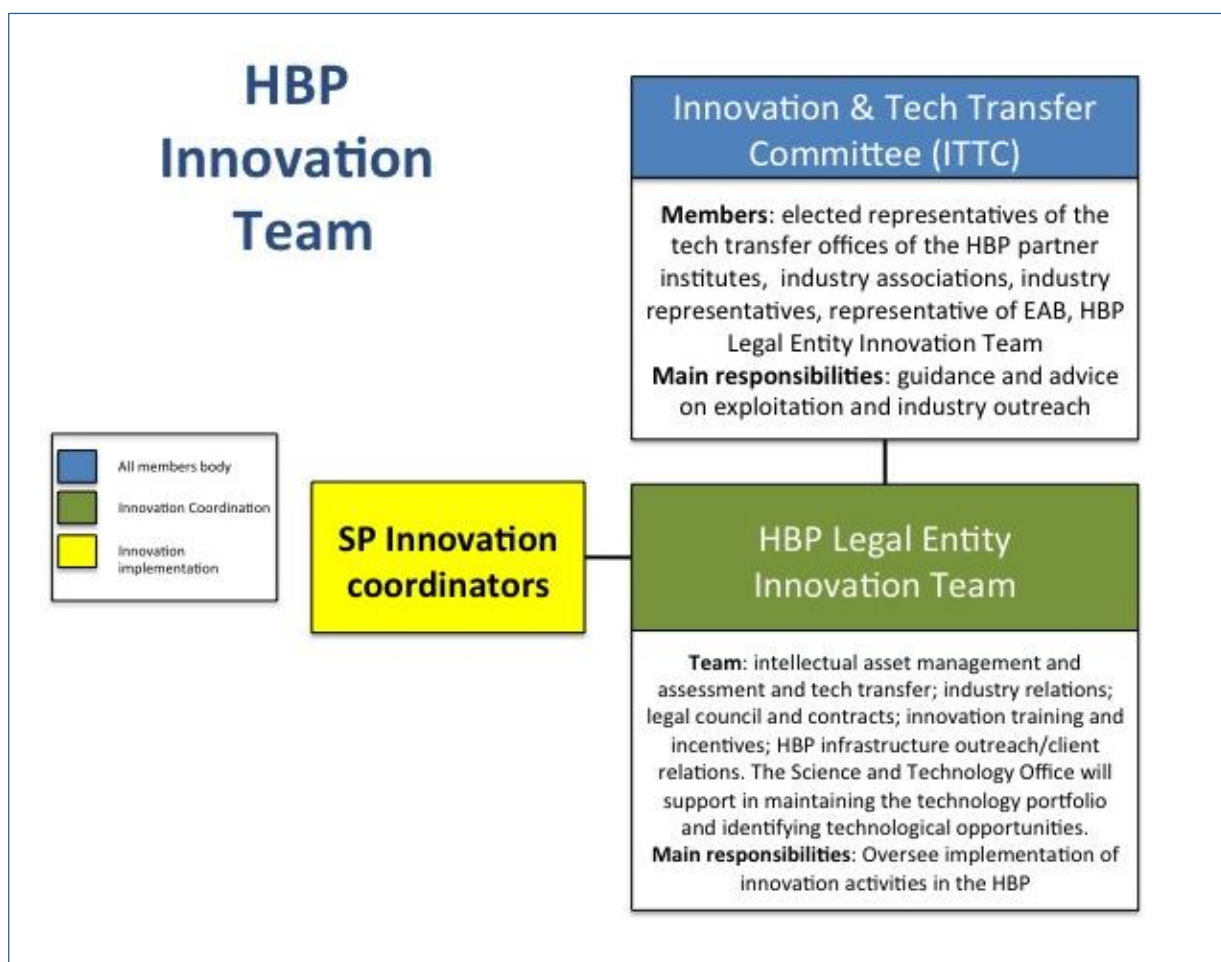 HBP
Innovation
Team
Innovation & Tech Transfer
Committee (ITTC)
Members: elected representatives of the
tech transfer offices of the HBP partner
institutes, industry associations, industry
representatives, representative of EAB, HBP
Legal Entity Innovation Team
Main responsibilities: guidance and advice
on exploitation and industry outreach
All members body
Innovation Coordination
Innovation
implementation
SP Innovation
coordinators
HBP Legal Entity
Innovation Team
Team: intellectual asset management and
assessment and tech transfer; industry relations;
legal council and contracts; innovation training and
incentives; HBP infrastructure outreach/client
relations. The Science and Technology Office will
support in maintaining the technology portfolio
and identifying technological opportunities.
Main responsibilities: Oversee implementation of
innovation activities in the HBP